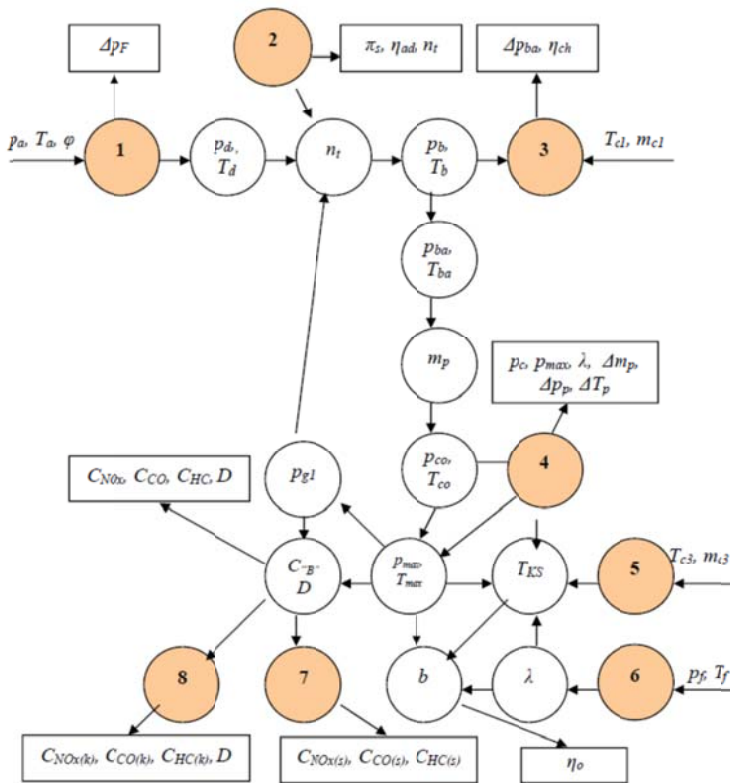 Δp_F
2
π_s, η_ad, n_t
Δp_ba, η_ch
p_a, T_a, φ
1
p_d,
T_d
n_t
p_b,
T_b
3
T_c1, m_c1
p_ba,
T_ba
m_p
p_c, p_max, λ, Δm_p,
Δp_p, ΔT_p
C_N0x, C_CO, C_HC, D
p_g1
p_co,
T_co
4
C_"B"
D
p_max,
T_max
T_KS
5
T_c3, m_c3
8
7
b
λ
6
p_f, T_f
C_NOx(k), C_CO(k), C_HC(k), D
C_NOx(s), C_CO(s), C_HC(s)
η_o